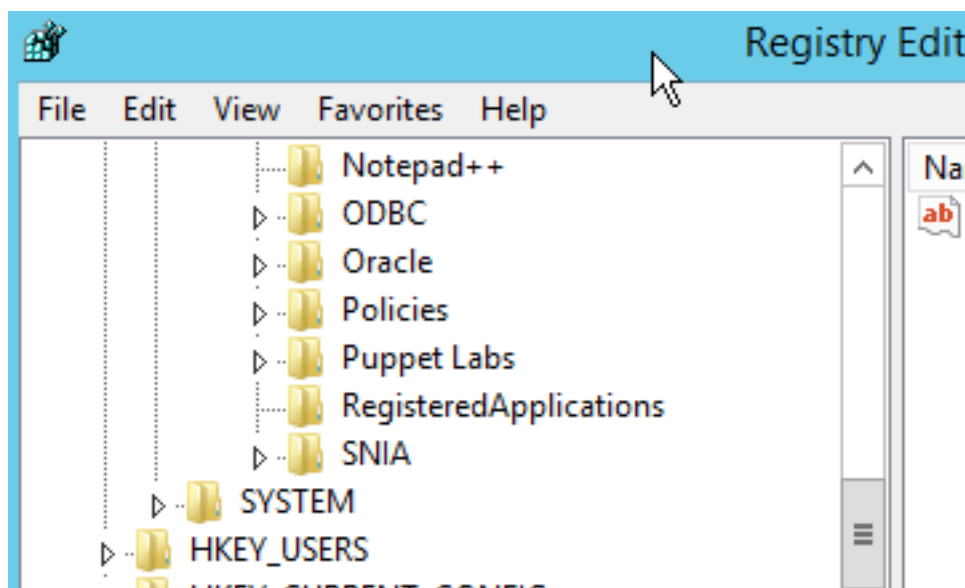 Registry Edit
File Edit View Favorites Help
Notepad++
Na
ODBC
ab
Oracle
Policies
Puppet Labs
RegisteredApplications
SNIA
SYSTEM
HKEY_USERS
HKEY_CURRENT_CONFIG